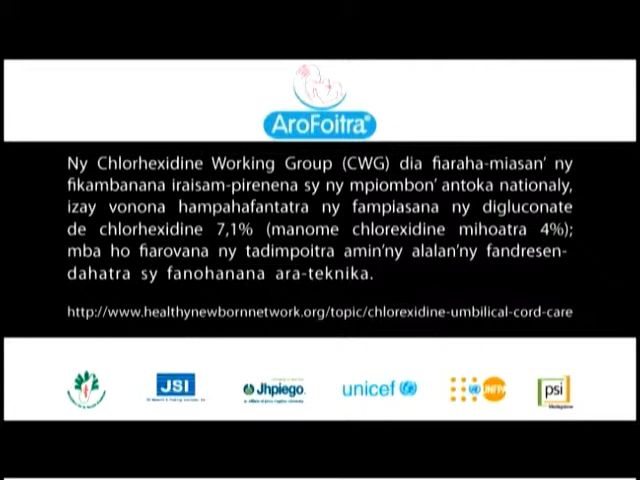 AroFoitra®
Ny Chlorhexidine Working Group (CWG) dia fiaraha-miasan' ny
fikambanana iraisam-pirenena sy ny mpiombon' antoka nationaly,
izay vonona hampahafantatra ny fampiasana ny digluconate
de chlorhexidine 7,1% (manome chlorexidine mihoatra 4%);
mba ho fiarovana ny tadimpoitra amin'ny alalan'ny fandresen-
dahatra sy fanohanana ara-teknika.
http://www.healthynewbornnetwork.org/topic/chlorexidine-umbilical-cord-care
JSI
Jhpiego
unicef
UNFPA
psi
Madagascar